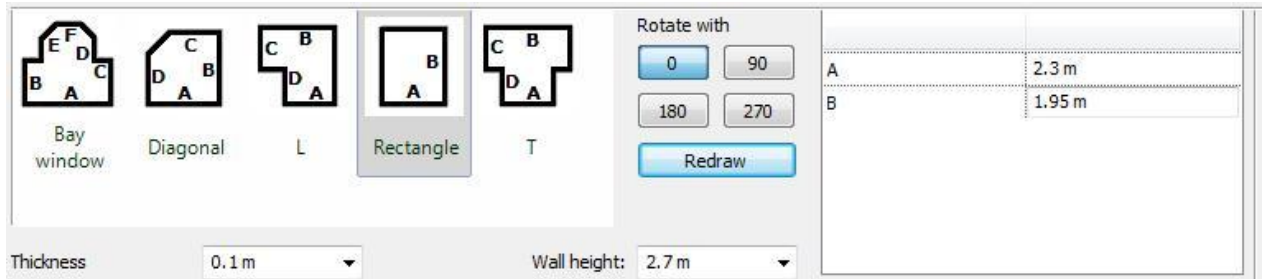 E F D B C A
Bay
window
C D B A
Diagonal
C B D A
L
B A
Rectangle
C B D A
T
Rotate with
0 90
180 270
Redraw
A 2.3 m
B 1.95 m
Thickness 0.1 m
Wall height: 2.7 m